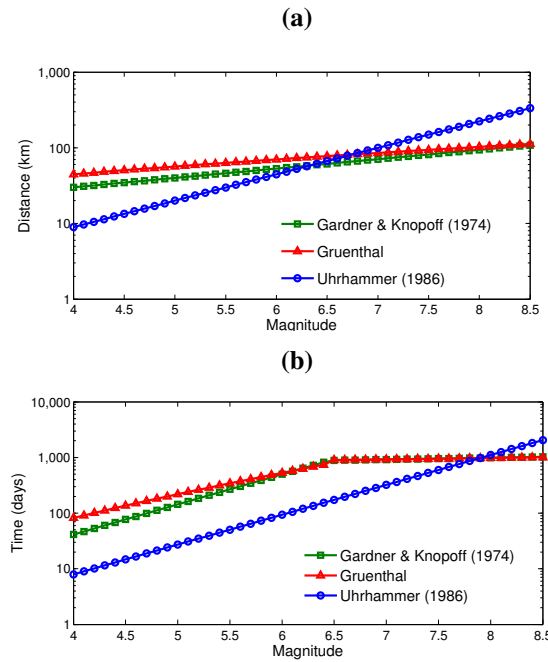 (a)
1,000
100
10
1
Distance (km)
Gardner & Knopoff (1974)
Gruenthal
Uhrhammer (1986)
4 4.5 5 5.5 6 6.5 7 7.5 8 8.5
Magnitude
(b)
10,000
1,000
100
10
1
Time (days)
Gardner & Knopoff (1974)
Gruenthal
Uhrhammer (1986)
4 4.5 5 5.5 6 6.5 7 7.5 8 8.5
Magnitude